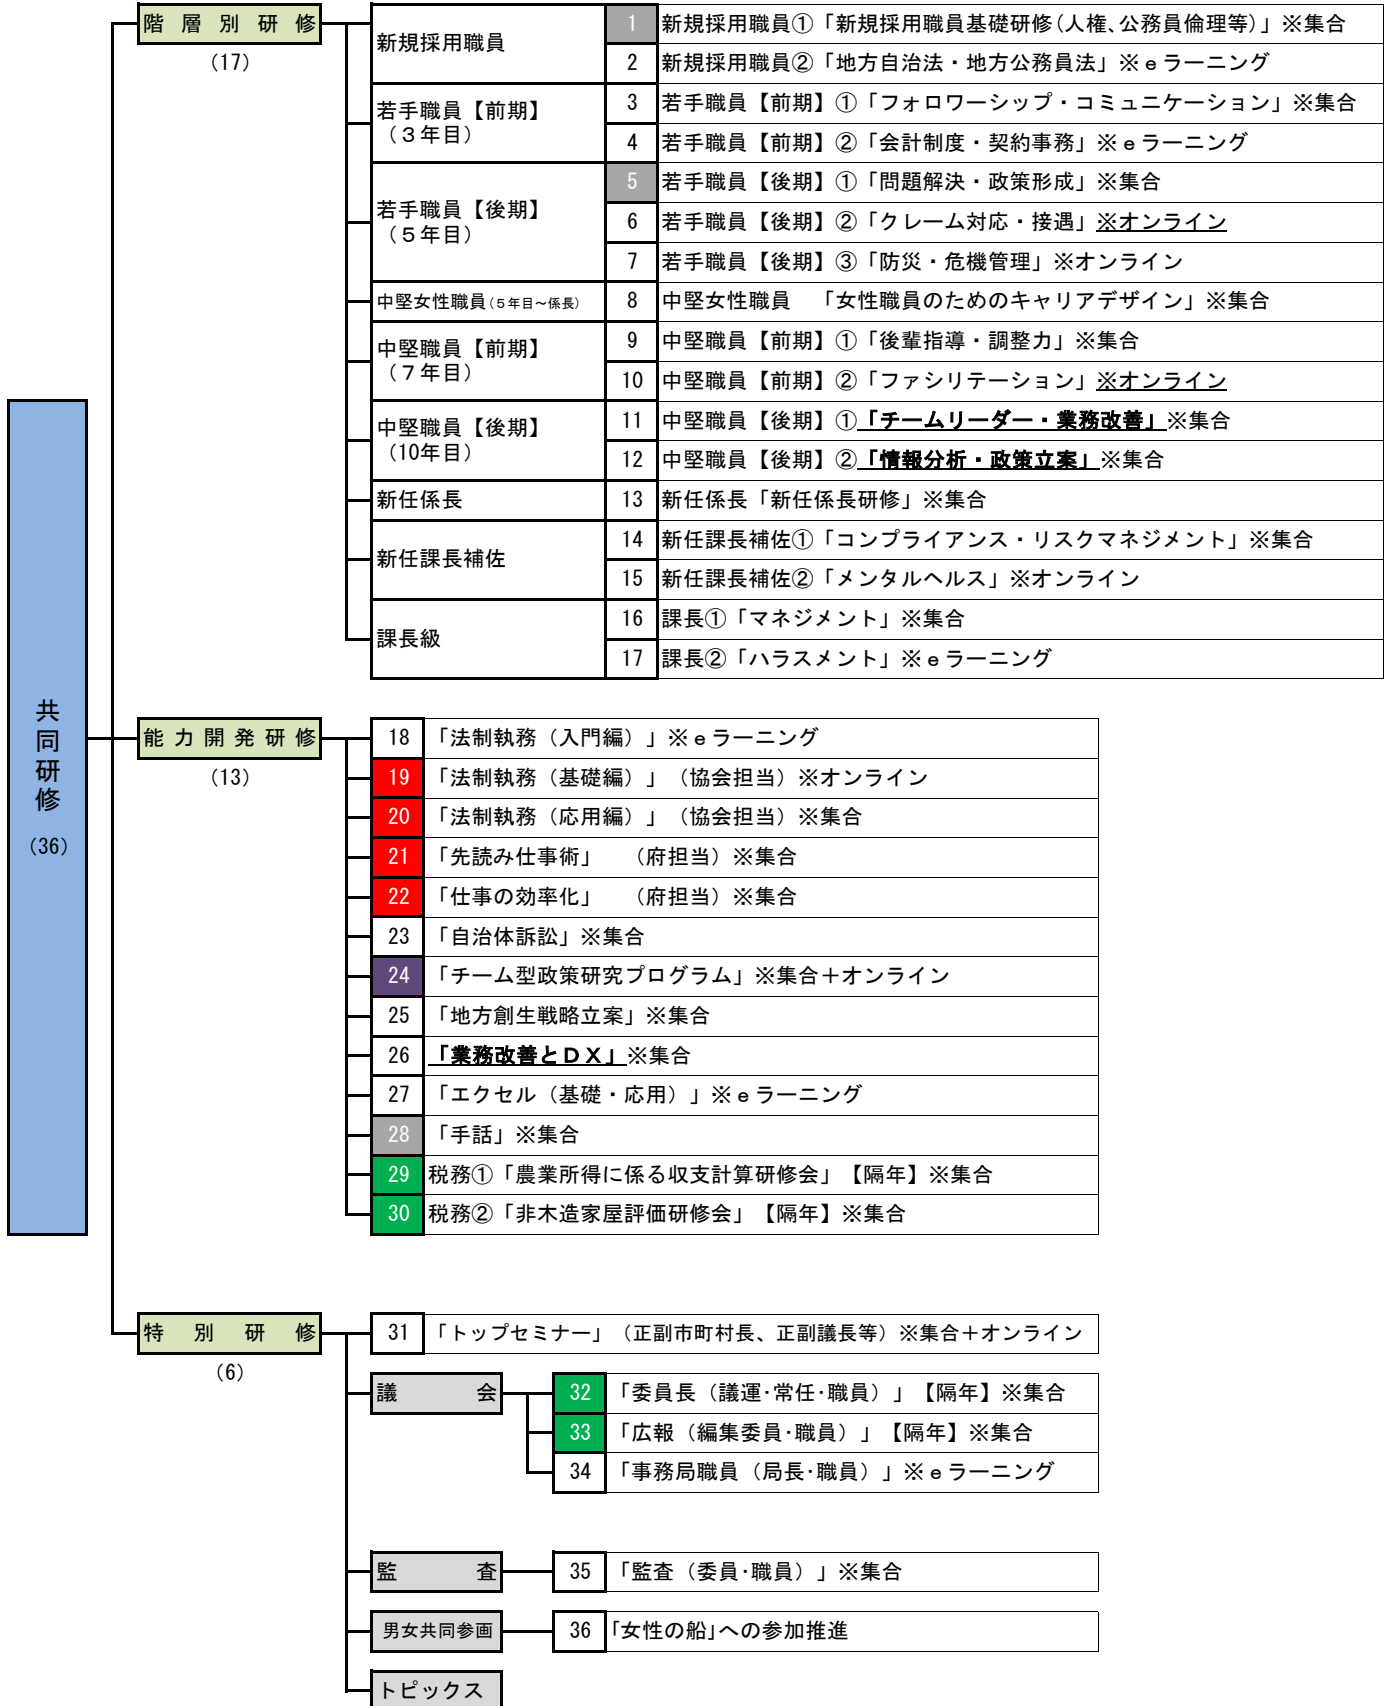 共同研修
（36）
階層別研修
（17）
新規採用職員
1 新規採用職員①「新規採用職員基礎研修（人権、公務員倫理等）」※集合
2 新規採用職員②「地方自治法・地方公務員法」※ｅラーニング
若手職員【前期】
（３年目）
3 若手職員【前期】①「フォロワーシップ・コミュニケーション」※集合
4 若手職員【前期】②「会計制度・契約事務」※ｅラーニング
若手職員【後期】
（５年目）
5 若手職員【後期】①「問題解決・政策形成」※集合
6 若手職員【後期】②「クレーム対応・接遇」※オンライン
7 若手職員【後期】③「防災・危機管理」※オンライン
中堅女性職員（５年目～係長）
8 中堅女性職員　「女性職員のためのキャリアデザイン」※集合
中堅職員【前期】
（７年目）
9 中堅職員【前期】①「後輩指導・調整力」※集合
10 中堅職員【前期】②「ファシリテーション」※オンライン
中堅職員【後期】
（10年目）
11 中堅職員【後期】①「チームリーダー・業務改善」※集合
12 中堅職員【後期】②「情報分析・政策立案」※集合
新任係長
13 新任係長「新任係長研修」※集合
新任課長補佐
14 新任課長補佐①「コンプライアンス・リスクマネジメント」※集合
15 新任課長補佐②「メンタルヘルス」※オンライン
課長級
16 課長①「マネジメント」※集合
17 課長②「ハラスメント」※ｅラーニング
能力開発研修
（13）
18 「法制執務（入門編）」※ｅラーニング
19 「法制執務（基礎編）」（協会担当）※オンライン
20 「法制執務（応用編）」（協会担当）※集合
21 「先読み仕事術」　（府担当）※集合
22 「仕事の効率化」　（府担当）※集合
23 「自治体訴訟」※集合
24 「チーム型政策研究プログラム」※集合＋オンライン
25 「地方創生戦略立案」※集合
26 「業務改善とＤＸ」※集合
27 「エクセル（基礎・応用）」※ｅラーニング
28 「手話」※集合
29 税務①「農業所得に係る収支計算研修会」【隔年】※集合
30 税務②「非木造家屋評価研修会」【隔年】※集合
特別研修
（6）
31 「トップセミナー」（正副市町村長、正副議長等）※集合＋オンライン
議会
32 「委員長（議運･常任･職員）」【隔年】※集合
33 「広報（編集委員･職員）」【隔年】※集合
34 「事務局職員（局長･職員）」※ｅラーニング
監査
35 「監査（委員･職員）」※集合
男女共同参画
36 「女性の船」への参加推進
トピックス